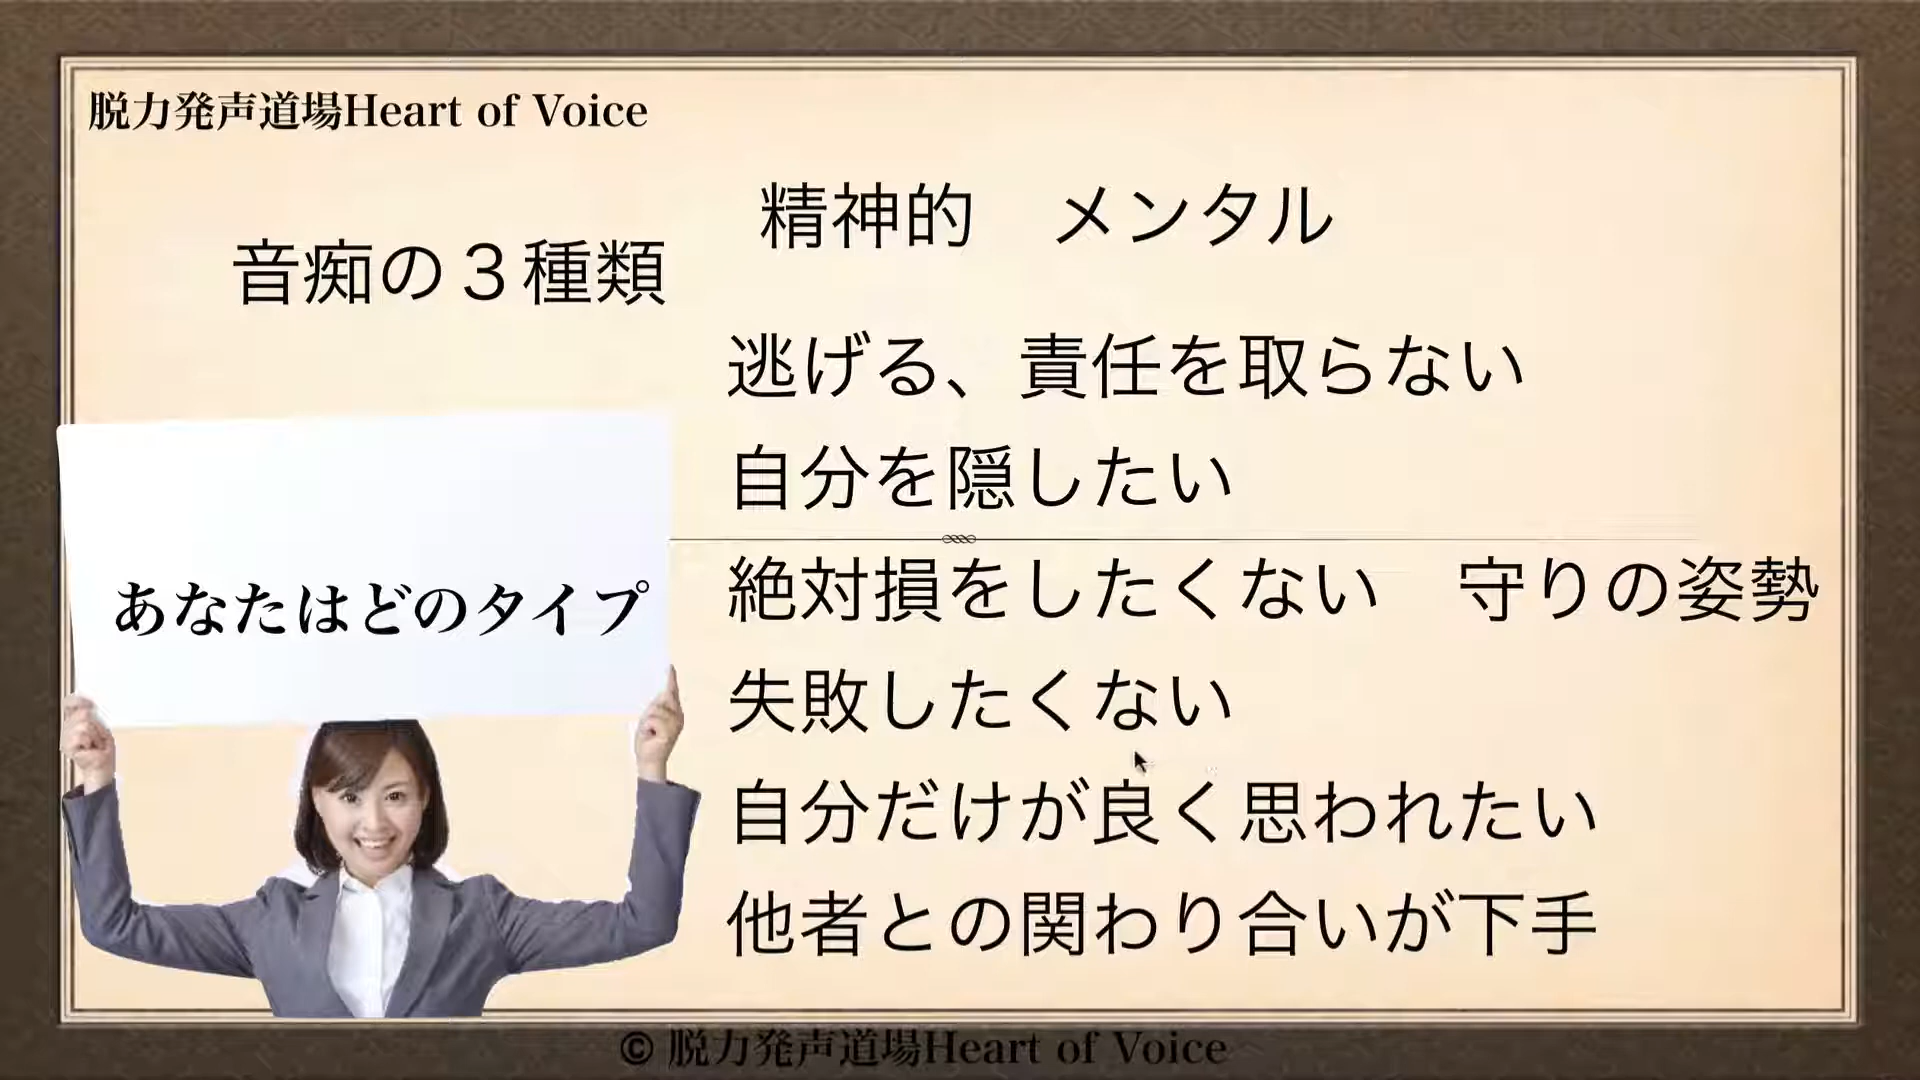 脱力発声道場Heart of Voice
音痴の３種類
あなたはどのタイプ
精神的　メンタル
逃げる、責任を取らない
自分を隠したい
絶対損をしたくない　守りの姿勢
失敗したくない
自分だけが良く思われたい
他者との関わり合いが下手
© 脱力発声道場Heart of Voice